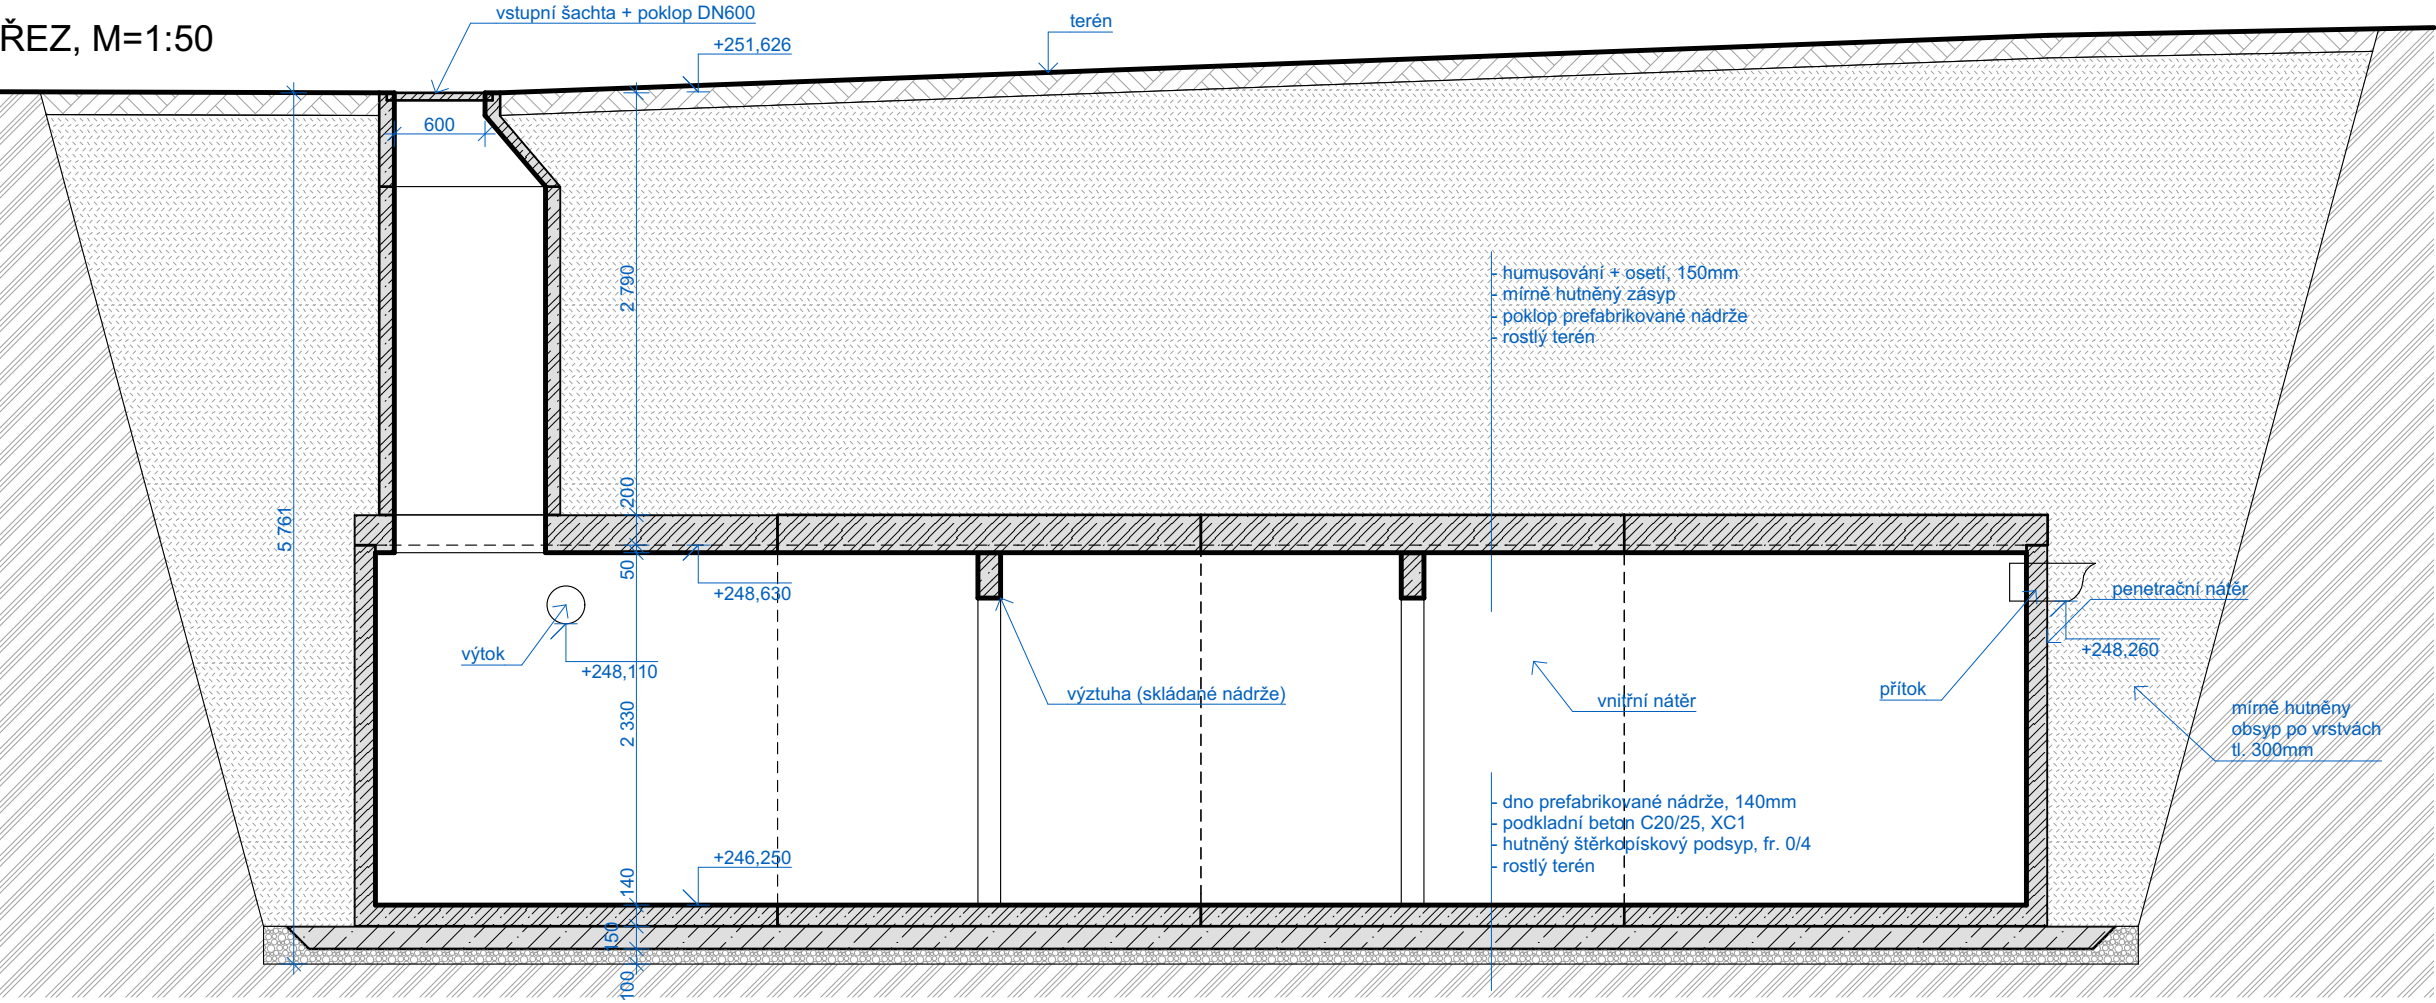 ŘEZ, M=1:50
vstupní šachta + poklop DN600
+251,626
terén
600
2 790
5 761
200
50
- humusování + osetí, 150mm
- mírně hutněný zásyp
- poklop prefabrikované nádrže
- rostlý terén
+248,630
výtok
+248,110
výztuha (skládané nádrže)
vnitřní nátěr
přítok
penetrační nátěr
+248,260
mírně hutněny
obsyp po vrstvách
tl. 300mm
2 330
+246,250
140
150
100
- dno prefabrikované nádrže, 140mm
- podkladní beton C20/25, XC1
- hutněný štěrkopískový podsyp, fr. 0/4
- rostlý terén